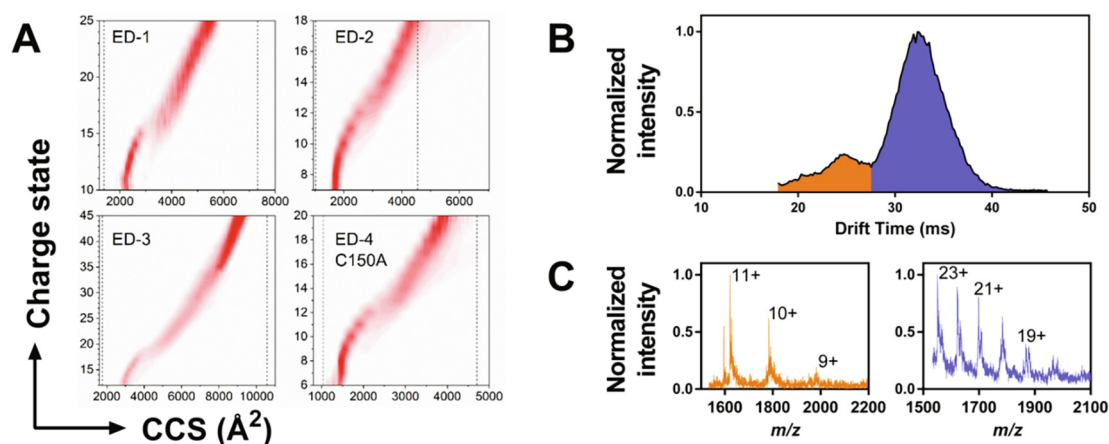 A
B
C
Charge state
CCS (Å²)
ED-1
25
20
15
10
2000 4000 6000 8000
ED-2
18
16
14
12
10
8
2000 4000 6000
ED-3
45
35
25
15
2000 4000 6000 8000 10000
ED-4
C150A
20
18
16
14
12
10
8
6
1000 2000 3000 4000 5000
Normalized
intensity
1.0
0.5
0.0
10 20 30 40 50
Drift Time (ms)
Normalized
intensity
1.0
0.5
0.0
11+
10+
9+
1600 1800 2000 2200
m/z
1.0
0.5
0.0
23+
21+
19+
1500 1700 1900 2100
m/z